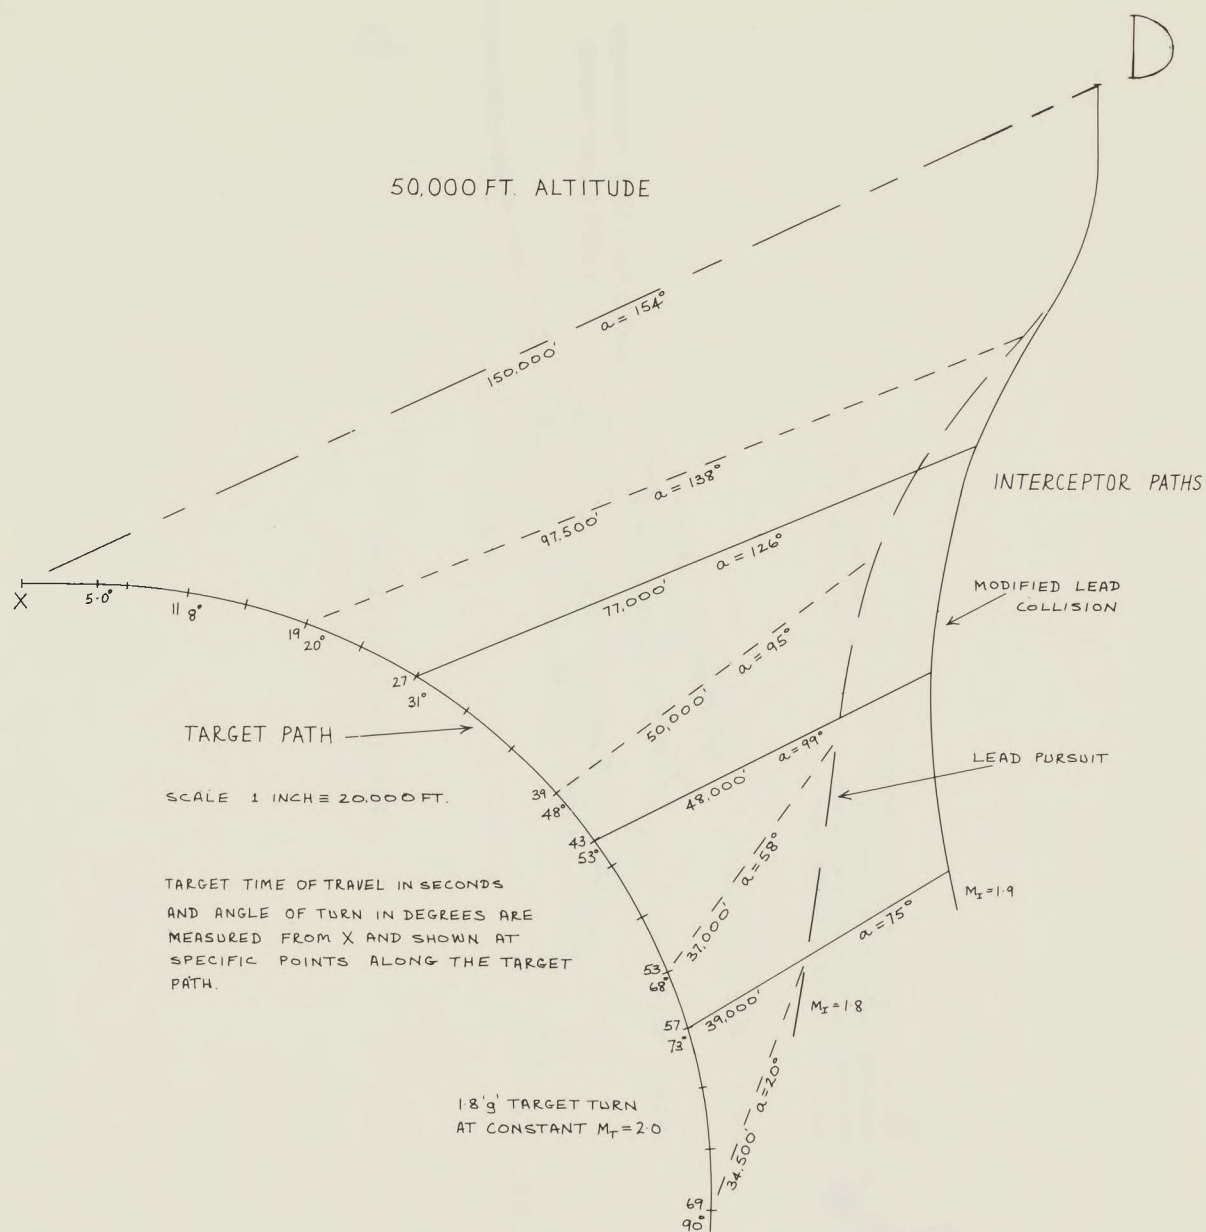 D
50,000 FT. ALTITUDE
a = 154°
150,000'
a = 138°
97,500'
INTERCEPTOR PATHS
a = 126°
77,000'
X
5·0°
11 8°
19 20°
27
31°
MODIFIED LEAD
COLLISION
a = 95°
50,000'
TARGET PATH
a = 99°
48,000'
LEAD PURSUIT
SCALE 1 INCH ≡ 20,000 FT.
39
48°
43
53°
a = 58°
37,000'
TARGET TIME OF TRAVEL IN SECONDS
AND ANGLE OF TURN IN DEGREES ARE
MEASURED FROM X AND SHOWN AT
SPECIFIC POINTS ALONG THE TARGET
PATH.
M_I = 1·9
a = 75°
39,000'
53
68°
M_I = 1·8
57
73°
a = 20°
34,500'
1·8 'g' TARGET TURN
AT CONSTANT M_T = 2·0
69
90°